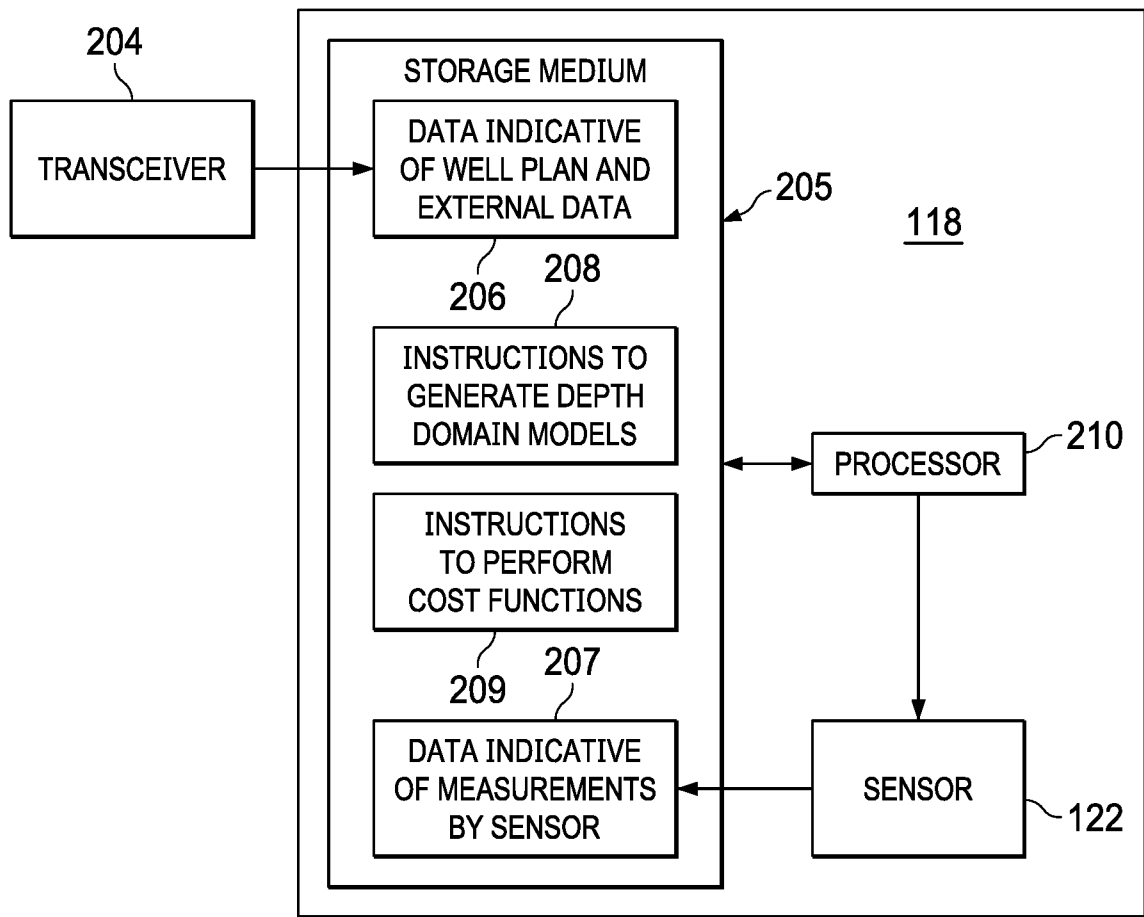 204
TRANSCEIVER
STORAGE MEDIUM
DATA INDICATIVE
OF WELL PLAN AND
EXTERNAL DATA
206
205
118
208
INSTRUCTIONS TO
GENERATE DEPTH
DOMAIN MODELS
PROCESSOR
210
INSTRUCTIONS
TO PERFORM
COST FUNCTIONS
209
207
DATA INDICATIVE
OF MEASUREMENTS
BY SENSOR
SENSOR
122